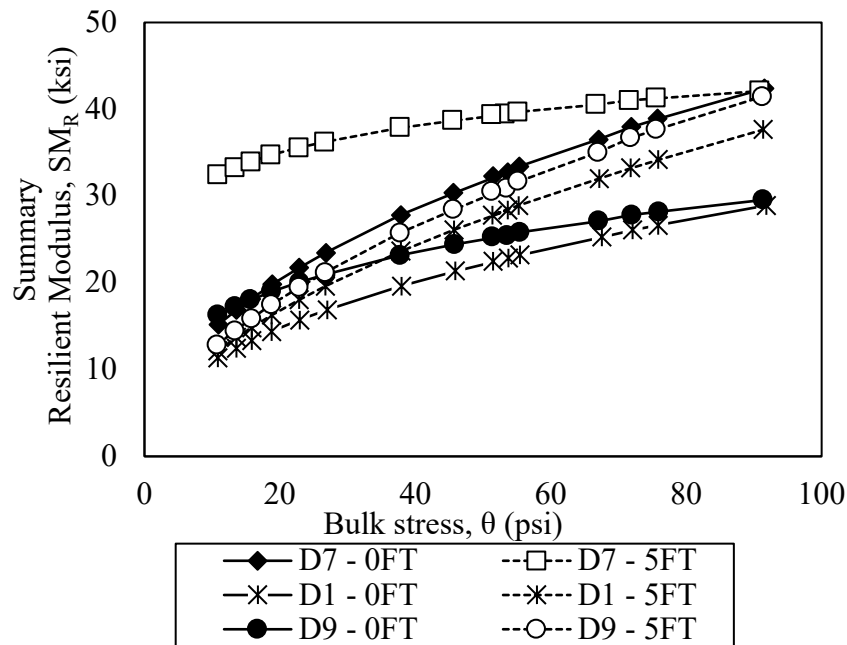 Summary
Resilient Modulus, SM_R (ksi)
50
40
30
20
10
0
0 20 40 60 80 100
Bulk stress, θ (psi)
D7 - 0FT D7 - 5FT
D1 - 0FT D1 - 5FT
D9 - 0FT D9 - 5FT